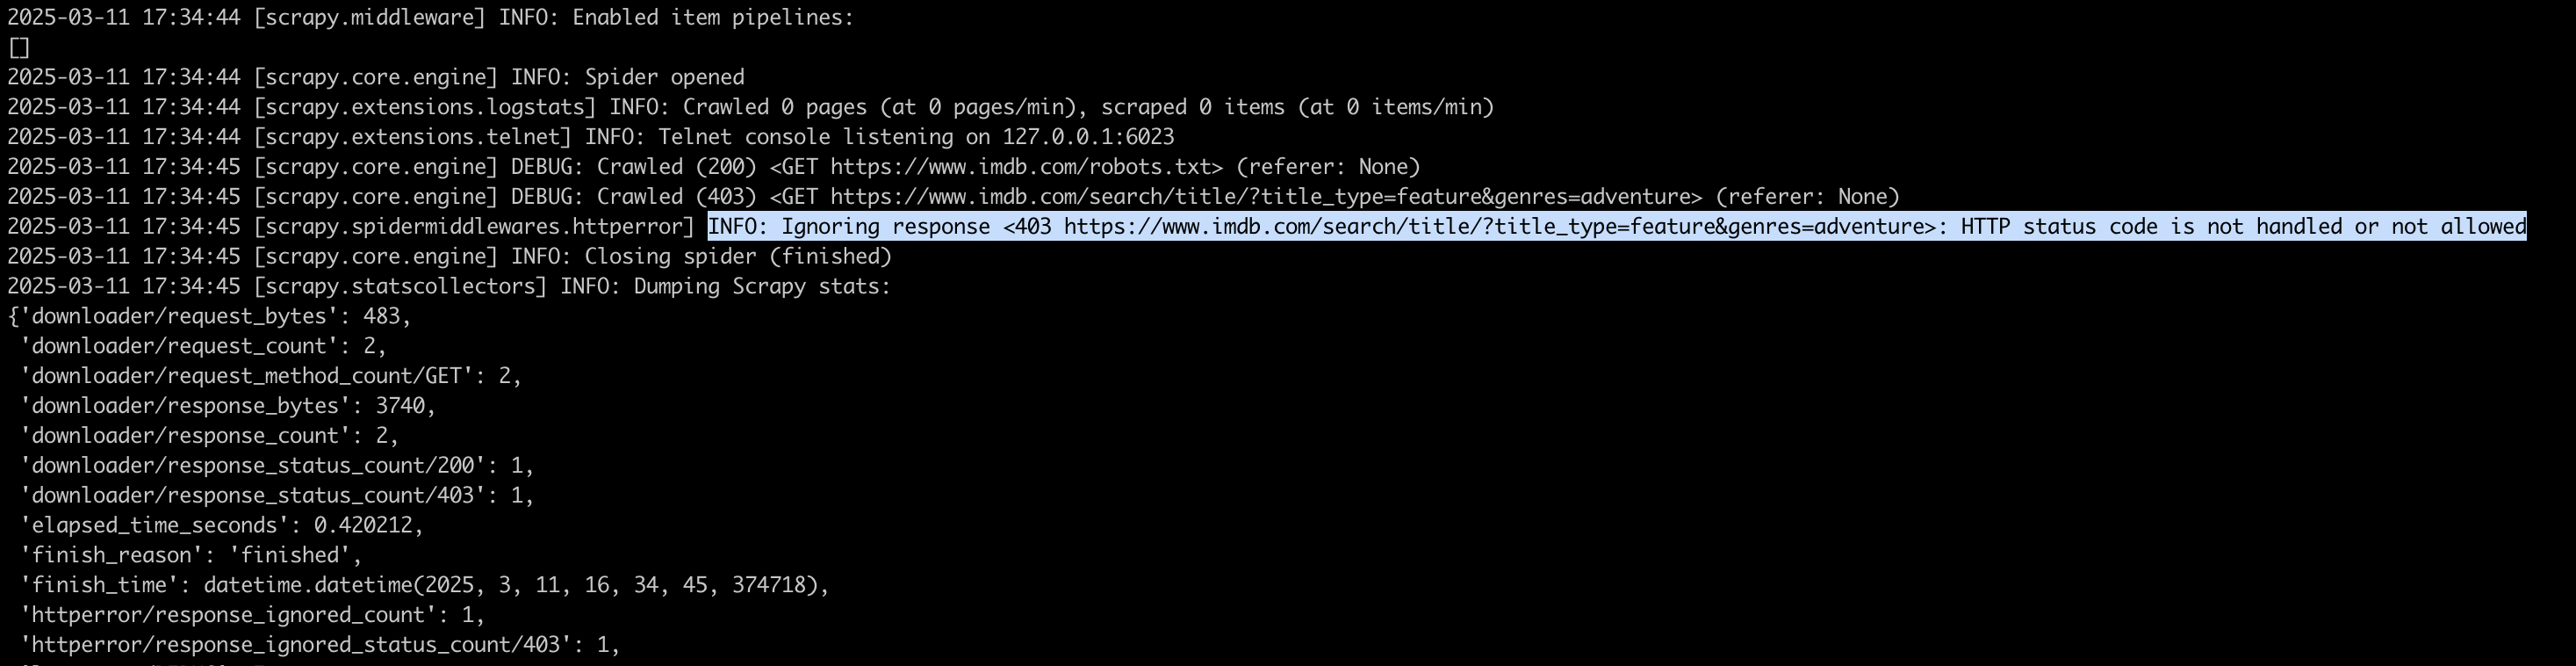 2025-03-11 17:34:44 [scrapy.middleware] INFO: Enabled item pipelines:
[]
2025-03-11 17:34:44 [scrapy.core.engine] INFO: Spider opened
2025-03-11 17:34:44 [scrapy.extensions.logstats] INFO: Crawled 0 pages (at 0 pages/min), scraped 0 items (at 0 items/min)
2025-03-11 17:34:44 [scrapy.extensions.telnet] INFO: Telnet console listening on 127.0.0.1:6023
2025-03-11 17:34:45 [scrapy.core.engine] DEBUG: Crawled (200) <GET https://www.imdb.com/robots.txt> (referer: None)
2025-03-11 17:34:45 [scrapy.core.engine] DEBUG: Crawled (403) <GET https://www.imdb.com/search/title/?title_type=feature&genres=adventure> (referer: None)
2025-03-11 17:34:45 [scrapy.spidermiddlewares.httperror] INFO: Ignoring response <403 https://www.imdb.com/search/title/?title_type=feature&genres=adventure>: HTTP status code is not handled or not allowed
2025-03-11 17:34:45 [scrapy.core.engine] INFO: Closing spider (finished)
2025-03-11 17:34:45 [scrapy.statscollectors] INFO: Dumping Scrapy stats:
{'downloader/request_bytes': 483,
 'downloader/request_count': 2,
 'downloader/request_method_count/GET': 2,
 'downloader/response_bytes': 3740,
 'downloader/response_count': 2,
 'downloader/response_status_count/200': 1,
 'downloader/response_status_count/403': 1,
 'elapsed_time_seconds': 0.420212,
 'finish_reason': 'finished',
 'finish_time': datetime.datetime(2025, 3, 11, 16, 34, 45, 374718),
 'httperror/response_ignored_count': 1,
 'httperror/response_ignored_status_count/403': 1,